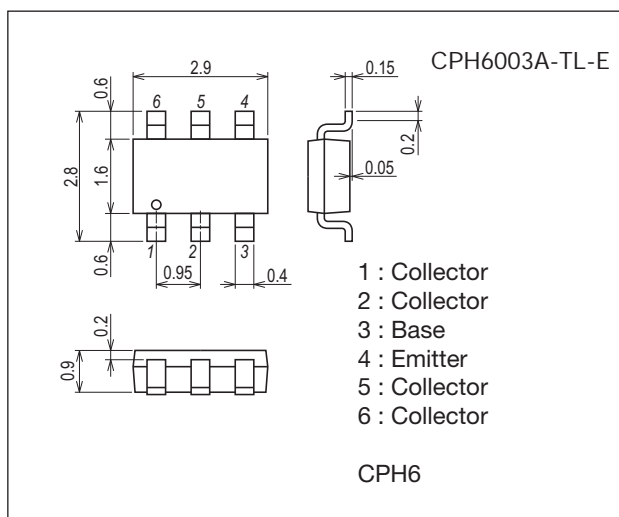 CPH6003A-TL-E
2.9
0.15
0.6
6
5
4
0.2
2.8
1.6
0.05
0.6
1
2
3
0.95
0.4
1 : Collector
2 : Collector
3 : Base
4 : Emitter
5 : Collector
6 : Collector
0.2
0.9
CPH6